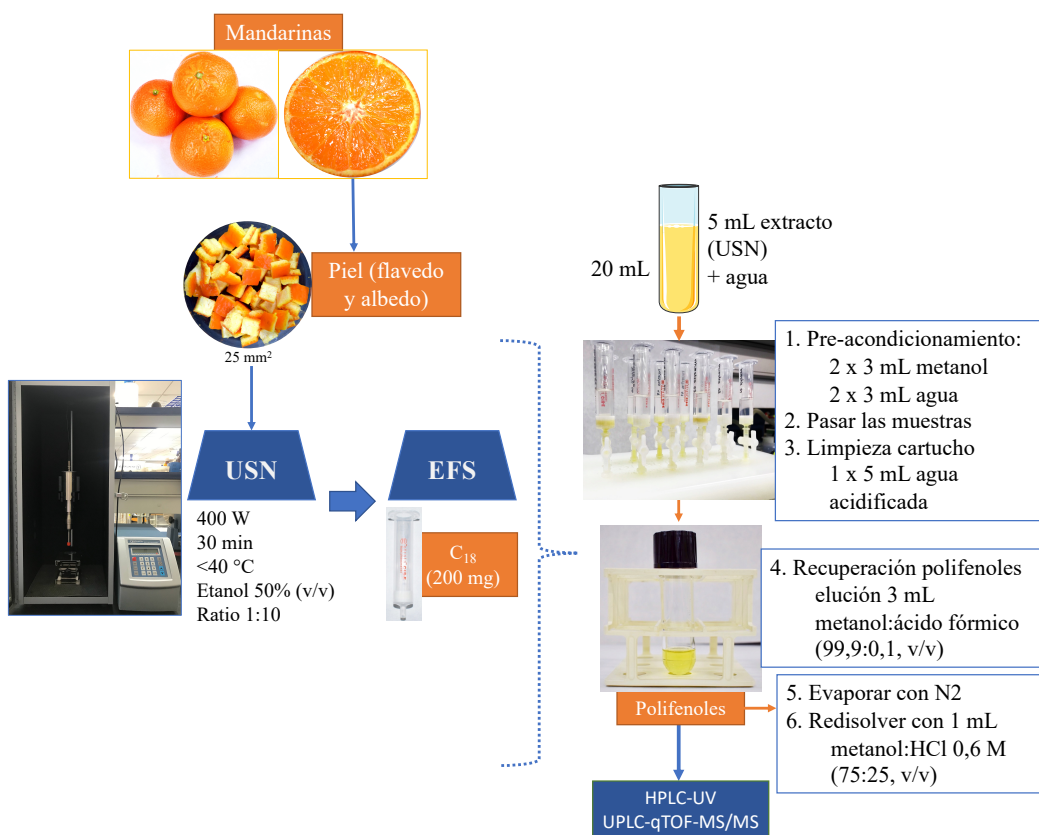 Mandarinas
Piel (flavedo
y albedo)
25 mm²
USN
400 W
30 min
<40 °C
Etanol 50% (v/v)
Ratio 1:10
EFS
C₁₈
(200 mg)
20 mL
5 mL extracto
(USN)
+ agua
1. Pre-acondicionamiento:
2 x 3 mL metanol
2 x 3 mL agua
2. Pasar las muestras
3. Limpieza cartucho
1 x 5 mL agua
acidificada
4. Recuperación polifenoles
elución 3 mL
metanol:ácido fórmico
(99,9:0,1, v/v)
Polifenoles
5. Evaporar con N2
6. Redisolver con 1 mL
metanol:HCl 0,6 M
(75:25, v/v)
HPLC-UV
UPLC-qTOF-MS/MS